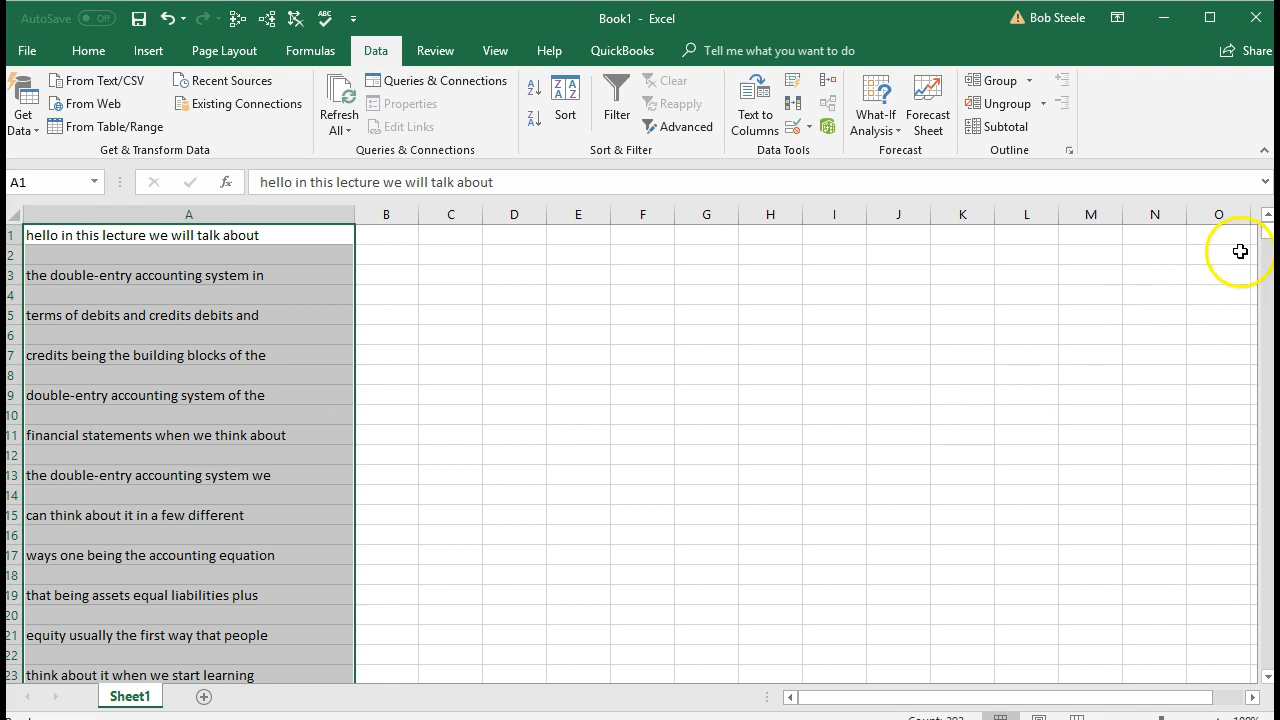 AutoSave Off
Book1 - Excel
Bob Steele
File Home Insert Page Layout Formulas Data Review View Help QuickBooks Tell me what you want to do Share
Get Data
From Text/CSV
From Web
From Table/Range
Recent Sources
Existing Connections
Get & Transform Data
Refresh All
Queries & Connections
Properties
Edit Links
Queries & Connections
Sort
Filter
Clear
Reapply
Advanced
Sort & Filter
Text to Columns
Data Tools
What-If Analysis
Forecast Sheet
Forecast
Group
Ungroup
Subtotal
Outline
A1 fx hello in this lecture we will talk about
A B C D E F G H I J K L M N O
1 hello in this lecture we will talk about
2
3 the double-entry accounting system in
4
5 terms of debits and credits debits and
6
7 credits being the building blocks of the
8
9 double-entry accounting system of the
10
11 financial statements when we think about
12
13 the double-entry accounting system we
14
15 can think about it in a few different
16
17 ways one being the accounting equation
18
19 that being assets equal liabilities plus
20
21 equity usually the first way that people
22
23 think about it when we start learning
Sheet1